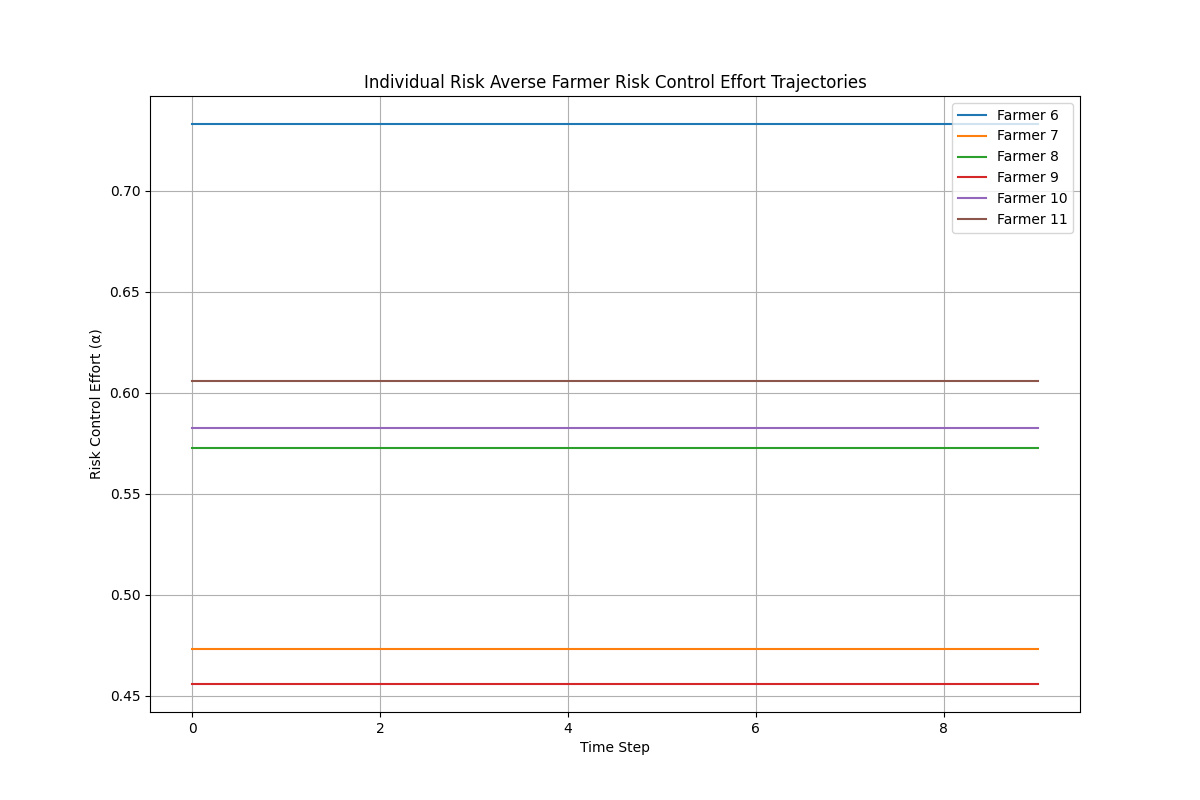 Individual Risk Averse Farmer Risk Control Effort Trajectories
Farmer 6
Farmer 7
Farmer 8
Farmer 9
Farmer 10
Farmer 11
0.70
0.65
0.60
0.55
0.50
0.45
Risk Control Effort (α)
0 2 4 6 8
Time Step